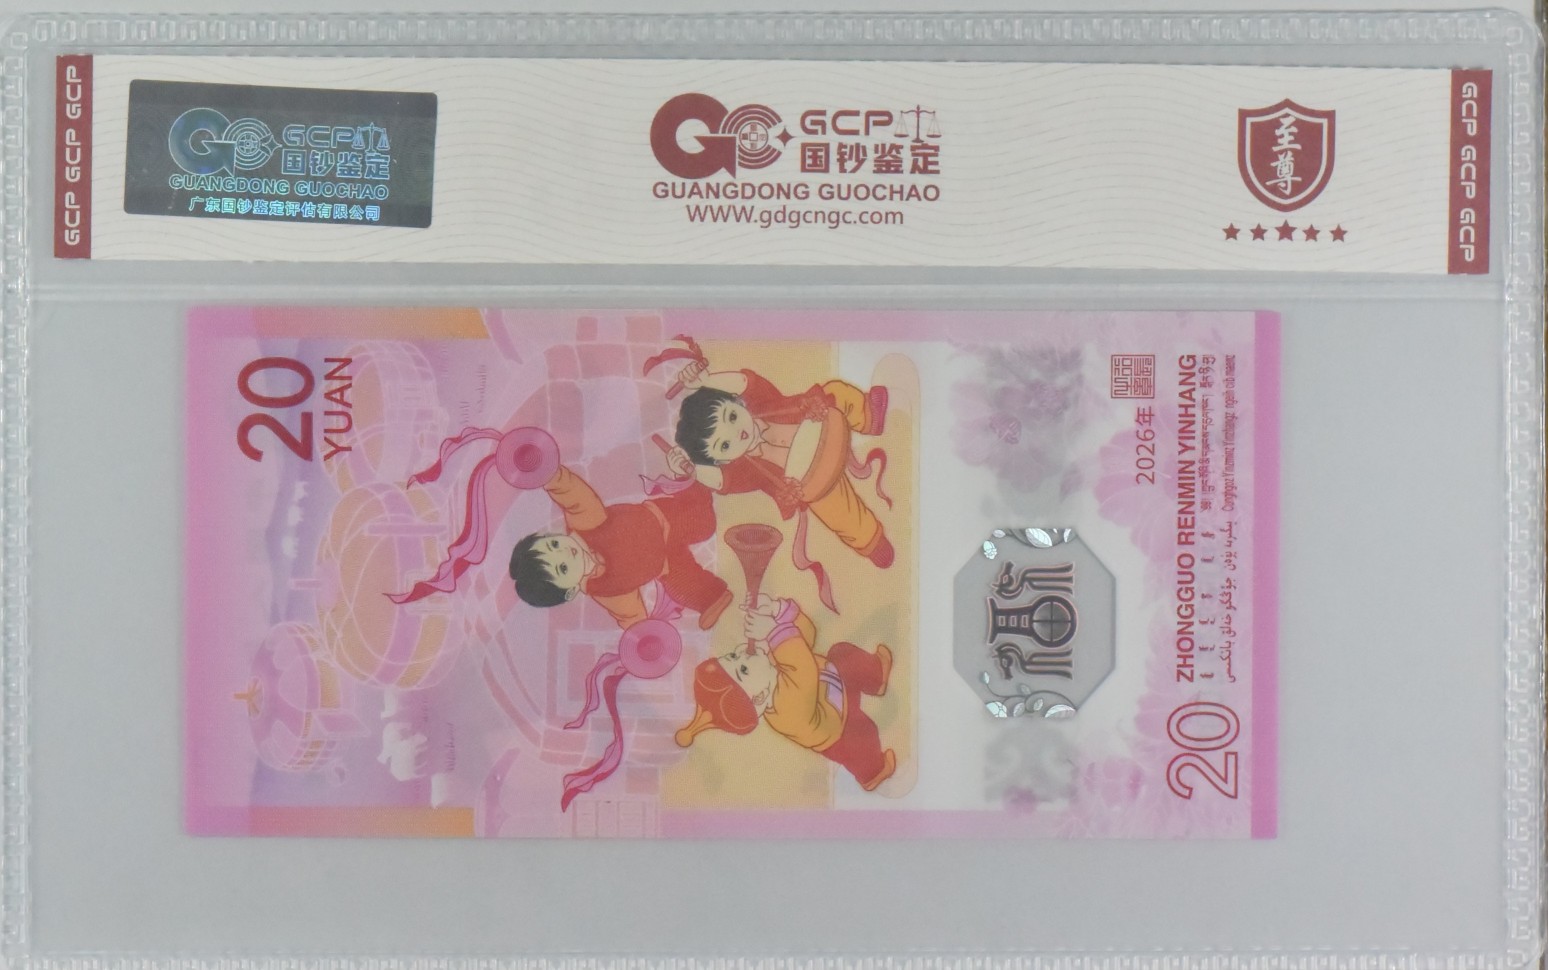 GCP GCP GCP
GCP
国钞鉴定
GUANGDONG GUOCHAO
广东国钞鉴定评估有限公司
GCP
国钞鉴定
GUANGDONG GUOCHAO
WWW.gdgcngc.com
至尊
GCP GCP GCP
20
YUAN
2026年
ZHONGGUO RENMIN YINHANG
20